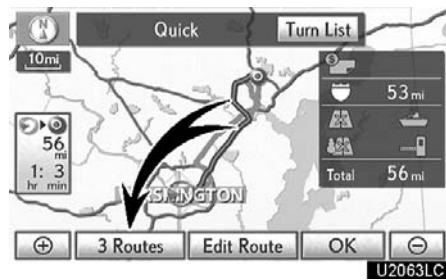 N
Quick
Turn List
10mi
$
53 mi
56
mi
1: 3
hr min
Total 56 mi
3 Routes
Edit Route
OK
U2063LC